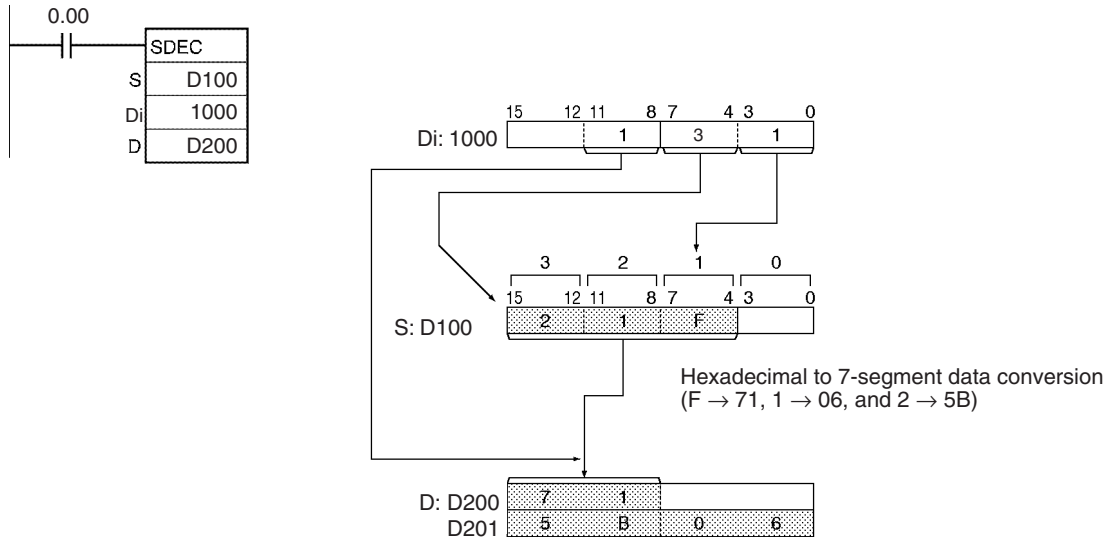 0.00
SDEC
S D100
Di 1000
D D200
15 12 11 8 7 4 3 0
Di: 1000 1 3 1
3 2 1 0
15 12 11 8 7 4 3 0
S: D100 2 1 F
Hexadecimal to 7-segment data conversion
(F → 71, 1 → 06, and 2 → 5B)
D: D200 7 1
D201 5 B 0 6